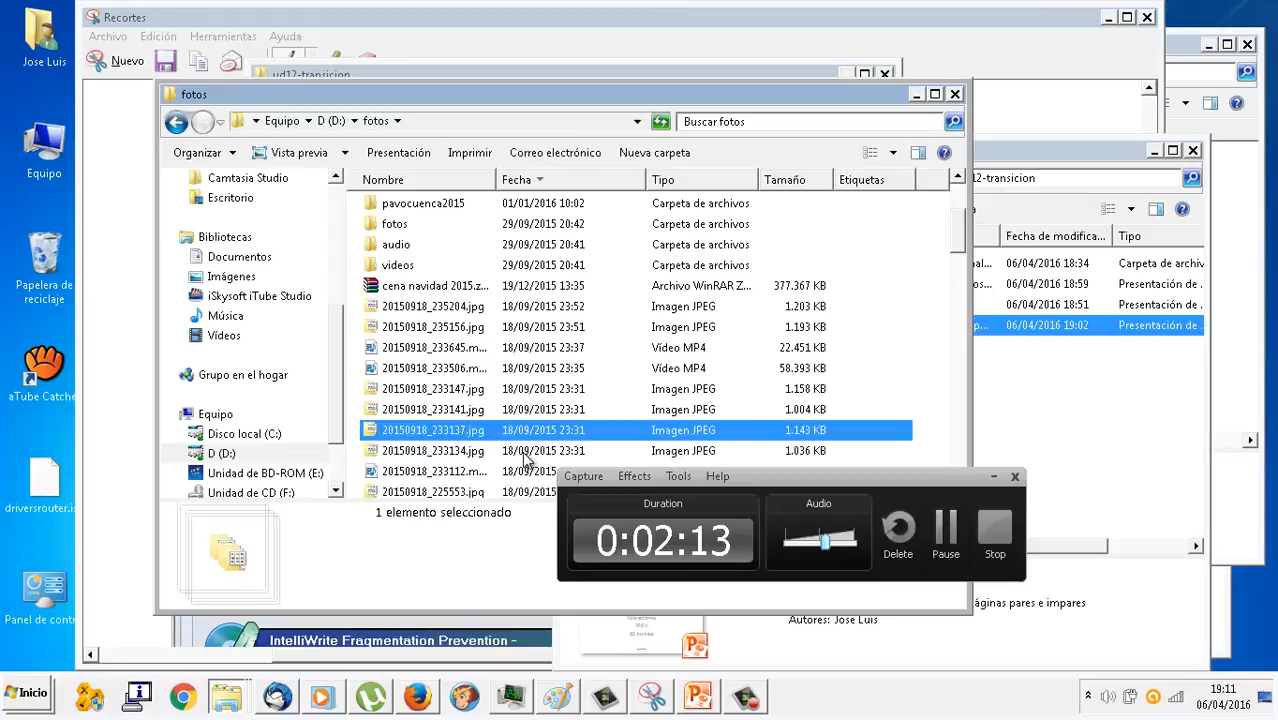 Recortes
Archivo Edición Herramientas Ayuda
Nuevo
ud12-transicion
fotos
Equipo D (D:) fotos
Buscar fotos
Organizar Vista previa Presentación Imprimir Correo electrónico Nueva carpeta
Camtasia Studio
Escritorio
Bibliotecas
Documentos
Imágenes
iSkysoft iTube Studio
Música
Vídeos
Grupo en el hogar
Equipo
Disco local (C:)
D (D:)
Unidad de BD-ROM (E:)
Unidad de CD (F:)
Nombre Fecha Tipo Tamaño Etiquetas
pavocuenca2015 01/01/2016 10:02 Carpeta de archivos
fotos 29/09/2015 20:42 Carpeta de archivos
audio 29/09/2015 20:41 Carpeta de archivos
videos 29/09/2015 20:41 Carpeta de archivos
cena navidad 2015.z... 19/12/2015 13:35 Archivo WinRAR Z... 377.367 KB
20150918_235204.jpg 18/09/2015 23:52 Imagen JPEG 1.203 KB
20150918_235156.jpg 18/09/2015 23:52 Imagen JPEG 1.193 KB
20150918_233645.m... 18/09/2015 23:37 Vídeo MP4 22.451 KB
20150918_233506.m... 18/09/2015 23:35 Vídeo MP4 58.393 KB
20150918_233147.jpg 18/09/2015 23:31 Imagen JPEG 1.158 KB
20150918_233141.jpg 18/09/2015 23:31 Imagen JPEG 1.004 KB
20150918_233137.jpg 18/09/2015 23:31 Imagen JPEG 1.143 KB
20150918_233134.jpg 18/09/2015 23:31 Imagen JPEG 1.036 KB
20150918_233112.m... 18/09/2015
20150918_225553.jpg 18/09/2015
1 elemento seleccionado
Capture Effects Tools Help
Duration
0:02:13
Audio
Delete Pause Stop
12-transicion
Fecha de modifica... Tipo
al... 06/04/2016 18:34 Carpeta de archiv
os... 06/04/2016 18:59 Presentación de
06/04/2016 18:51 Presentación de
p... 06/04/2016 19:02 Presentación de
áginas pares e impares
Autores: Jose Luis
IntelliWrite Fragmentation Prevention -
Jose Luis
Equipo
Papelera de
reciclaje
aTube Catche
driversrouter.is
Panel de contr
Inicio
19:11
06/04/2016